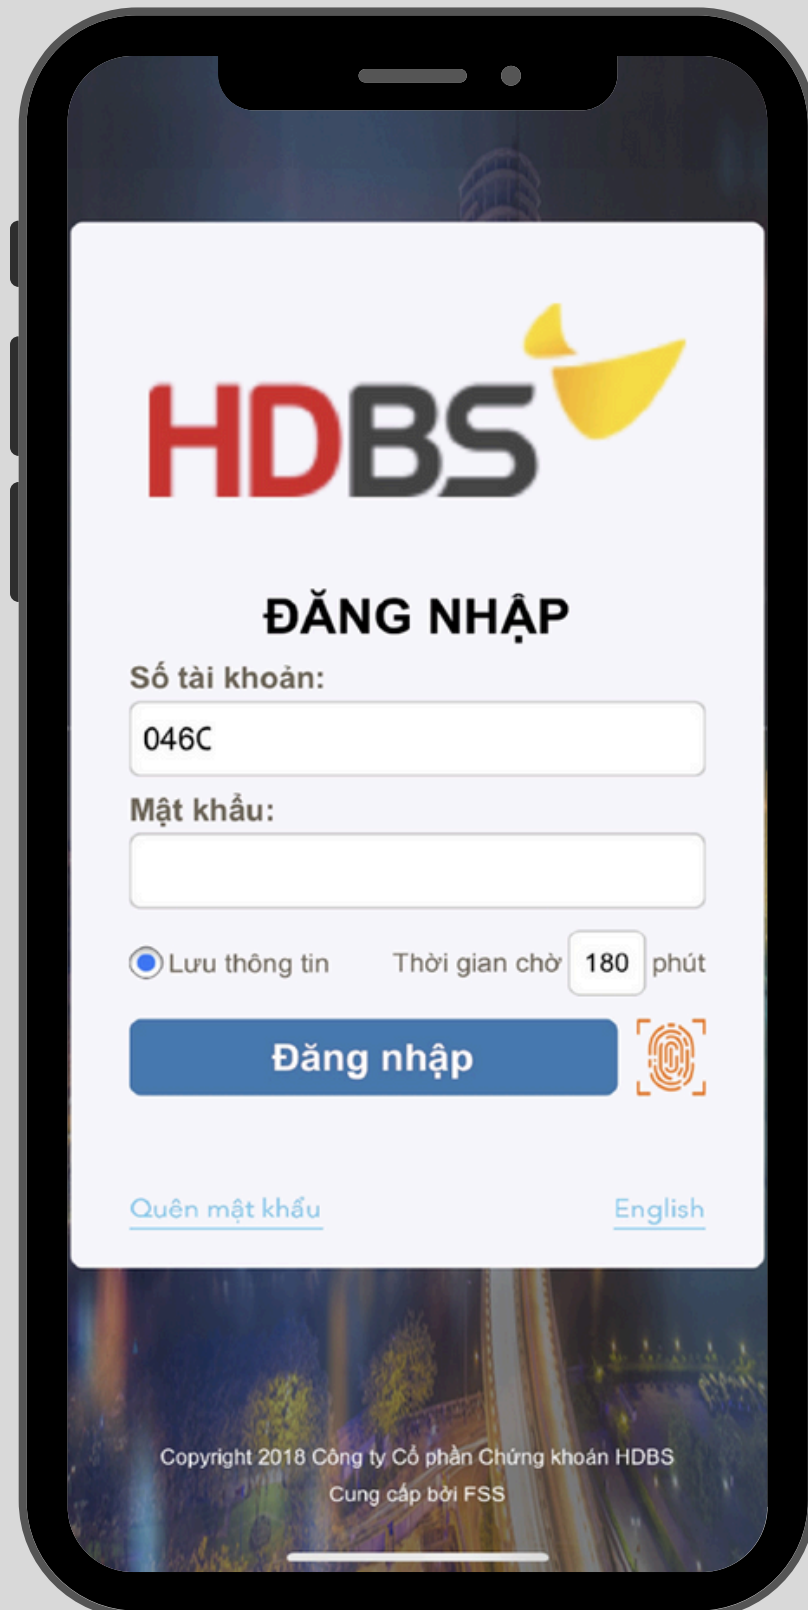 HDBS
ĐĂNG NHẬP
Số tài khoản:
046C
Mật khẩu:
Lưu thông tin Thời gian chờ 180 phút
Đăng nhập
Quên mật khẩu English
Copyright 2018 Công ty Cổ phần Chứng khoán HDBS
Cung cấp bởi FSS